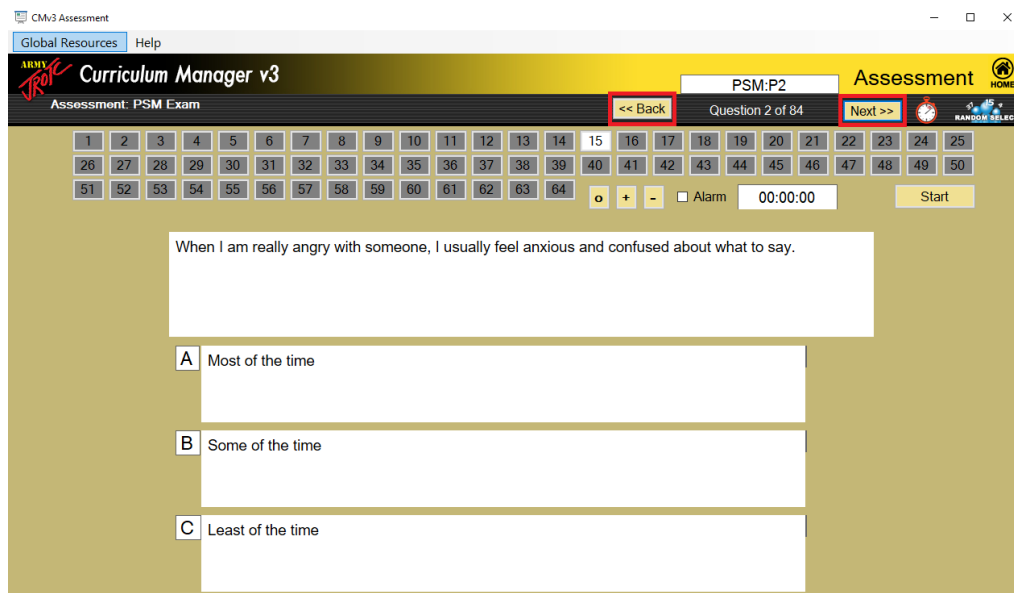 CMv3 Assessment
Global Resources Help
ARMY JROTC Curriculum Manager v3 PSM:P2 Assessment HOME
Assessment: PSM Exam << Back Question 2 of 84 Next >> 15 RANDOM SELEC
1 2 3 4 5 6 7 8 9 10 11 12 13 14 15 16 17 18 19 20 21 22 23 24 25
26 27 28 29 30 31 32 33 34 35 36 37 38 39 40 41 42 43 44 45 46 47 48 49 50
51 52 53 54 55 56 57 58 59 60 61 62 63 64 o + - Alarm 00:00:00 Start
When I am really angry with someone, I usually feel anxious and confused about what to say.
A Most of the time
B Some of the time
C Least of the time